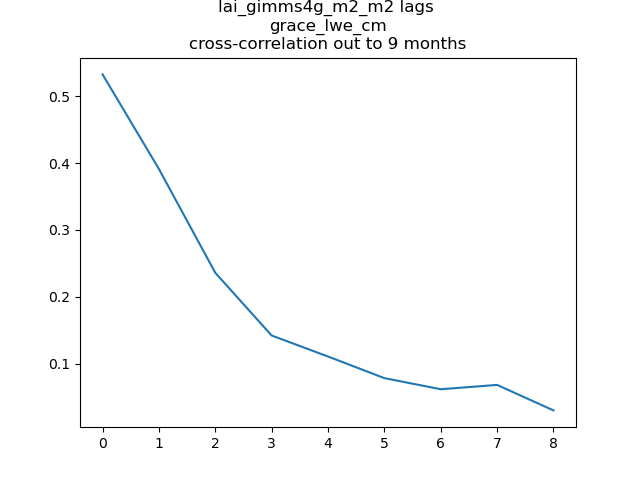 lai_gimms4g_m2_m2 lags
grace_lwe_cm
cross-correlation out to 9 months
0.5
0.4
0.3
0.2
0.1
0 1 2 3 4 5 6 7 8